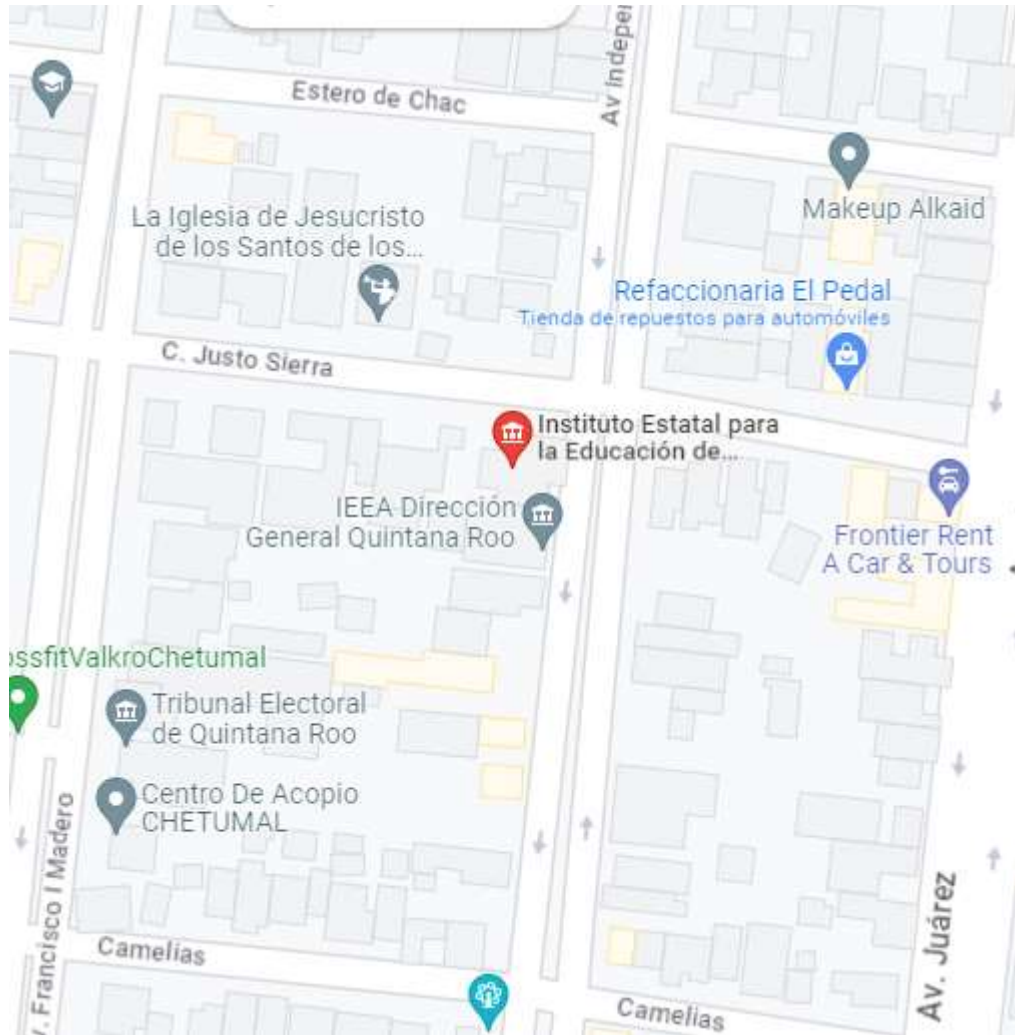 Estero de Chac
Av Indepe
La Iglesia de Jesucristo
de los Santos de los...
Makeup Alkaid
Refaccionaria El Pedal
Tienda de repuestos para automóviles
C. Justo Sierra
Instituto Estatal para
la Educación de...
IEEA Dirección
General Quintana Roo
Frontier Rent
A Car & Tours
ossfitValkroChetumal
Tribunal Electoral
de Quintana Roo
Centro De Acopio
CHETUMAL
v. Francisco I Madero
Av. Juárez
Camelias
Camelias